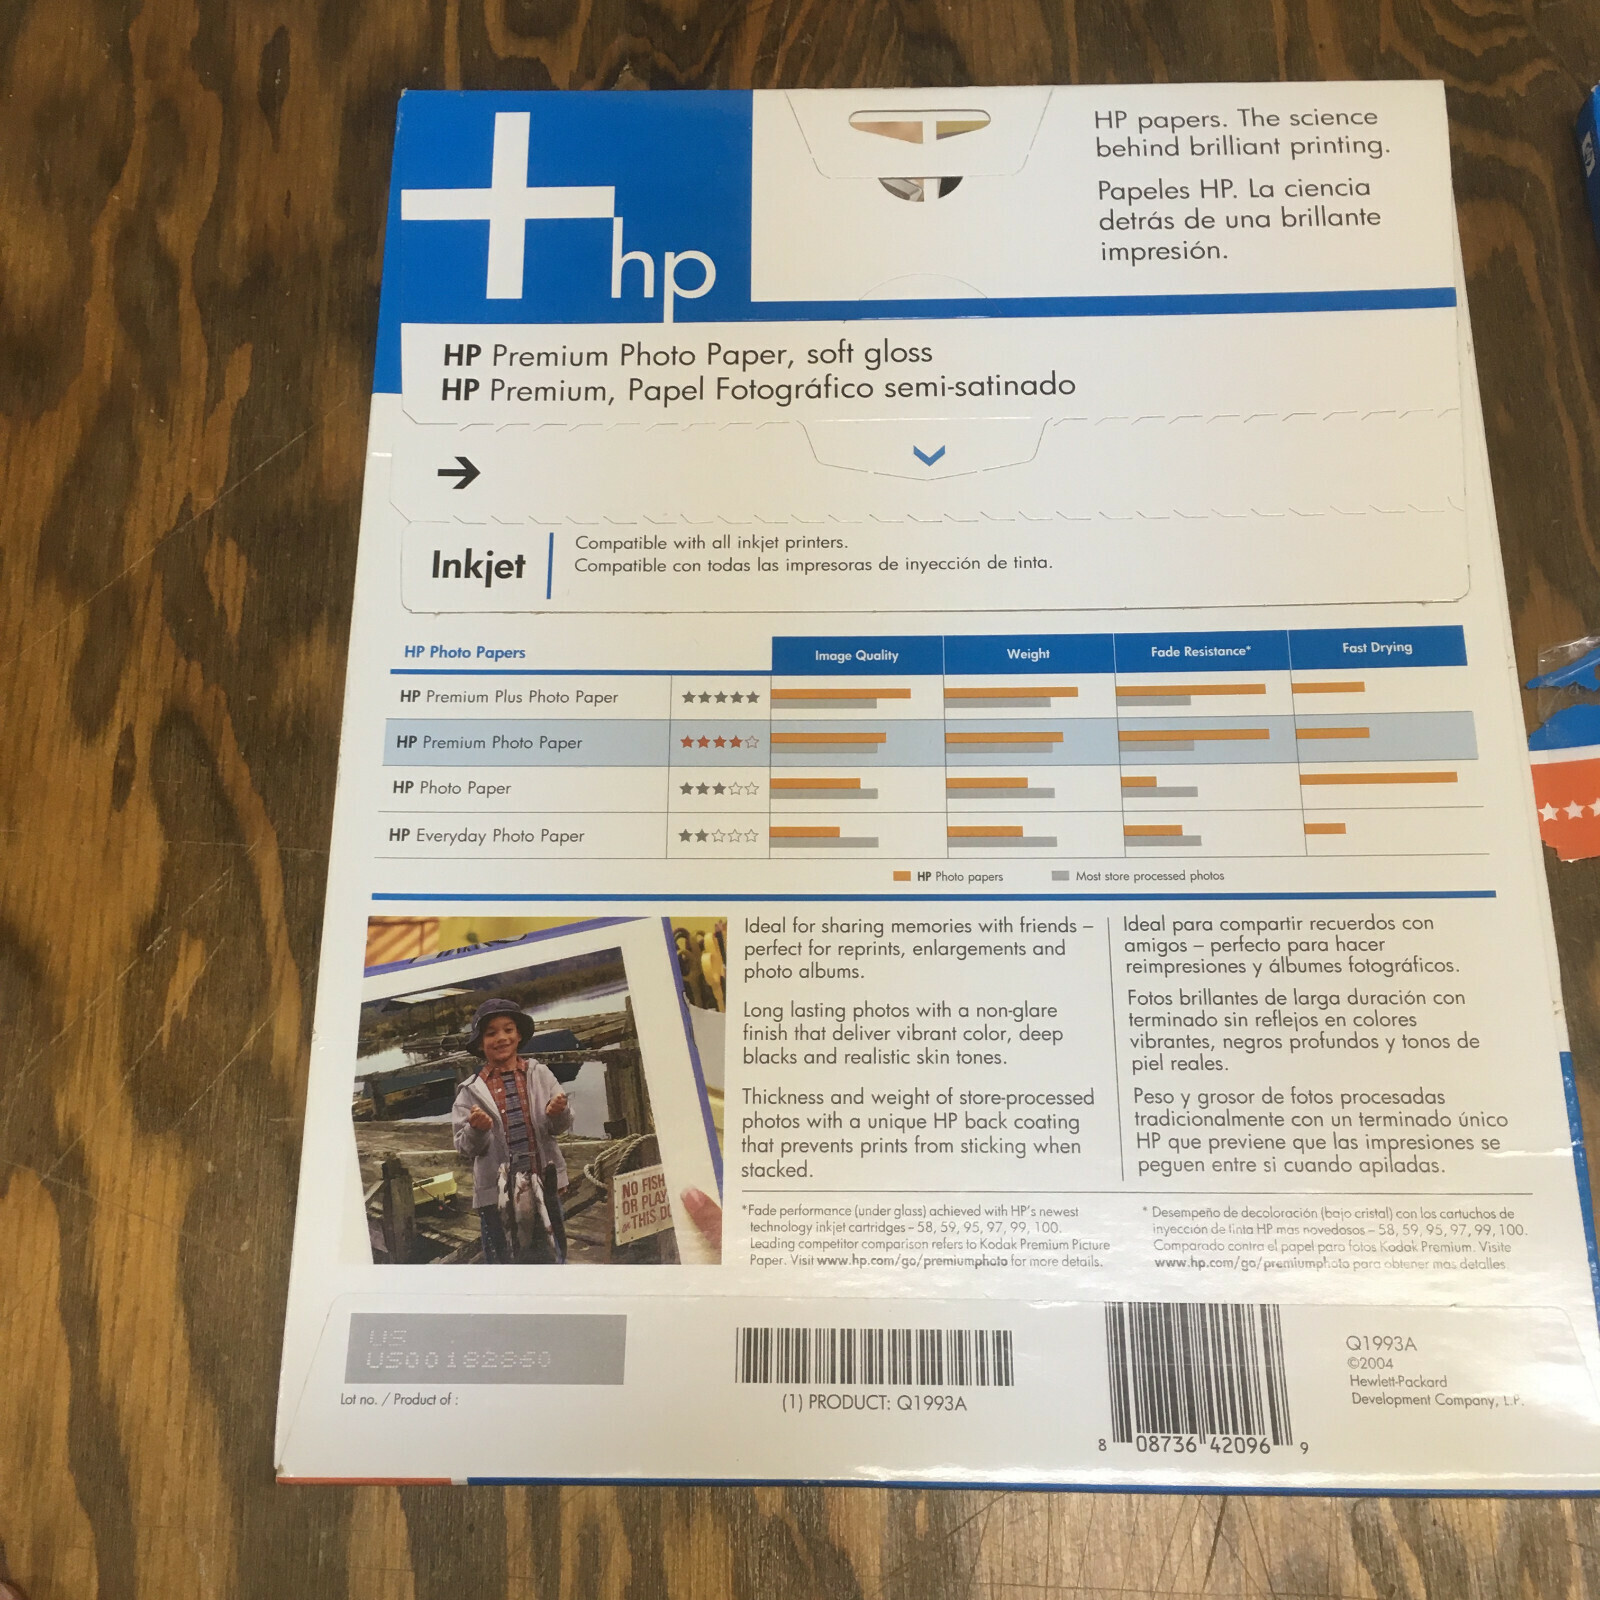 hp
HP papers. The science
behind brilliant printing.
Papeles HP. La ciencia
detrás de una brillante
impresión.
HP Premium Photo Paper, soft gloss
HP Premium, Papel Fotográfico semi-satinado
Inkjet
Compatible with all inkjet printers.
Compatible con todas las impresoras de inyección de tinta.
HP Photo Papers
Image Quality
Weight
Fade Resistance*
Fast Drying
HP Premium Plus Photo Paper
HP Premium Photo Paper
HP Photo Paper
HP Everyday Photo Paper
HP Photo papers
Most store processed photos
Ideal for sharing memories with friends –
perfect for reprints, enlargements and
photo albums.
Long lasting photos with a non-glare
finish that deliver vibrant color, deep
blacks and realistic skin tones.
Thickness and weight of store-processed
photos with a unique HP back coating
that prevents prints from sticking when
stacked.
*Fade performance (under glass) achieved with HP's newest
technology inkjet cartridges – 58, 59, 95, 97, 99, 100.
Leading competitor comparison refers to Kodak Premium Picture
Paper. Visit www.hp.com/go/premiumphoto for more details.
Ideal para compartir recuerdos con
amigos – perfecto para hacer
reimpresiones y álbumes fotográficos.
Fotos brillantes de larga duración con
terminado sin reflejos en colores
vibrantes, negros profundos y tonos de
piel reales.
Peso y grosor de fotos procesadas
tradicionalmente con un terminado único
HP que previene que las impresiones se
peguen entre si cuando apiladas.
* Desempeño de decoloración (bajo cristal) con los cartuchos de
inyección de tinta HP mas novedosos – 58, 59, 95, 97, 99, 100.
Comparado contra el papel para fotos Kodak Premium. Visite
www.hp.com/go/premiumphoto para obtener mas detalles.
NO FISH
OR PLAY
THIS DO
US
US00182860
Lot no. / Product of :
(1) PRODUCT: Q1993A
8 08736 42096 9
Q1993A
©2004
Hewlett-Packard
Development Company, L.P.